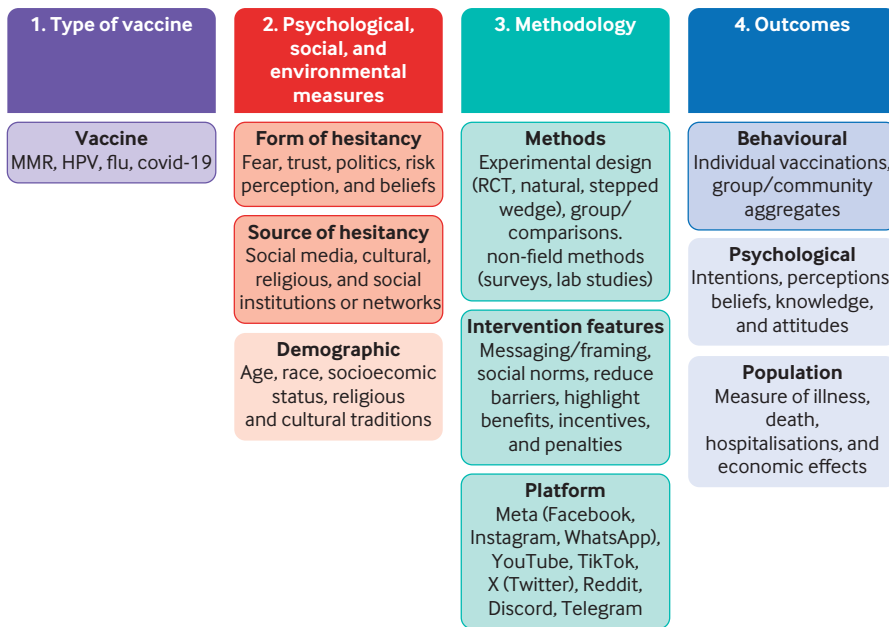 1. Type of vaccine
2. Psychological,
social, and
environmental
measures
3. Methodology
4. Outcomes
Vaccine
MMR, HPV, flu, covid-19
Form of hesitancy
Fear, trust, politics, risk
perception, and beliefs
Source of hesitancy
Social media, cultural,
religious, and social
institutions or networks
Demographic
Age, race, socioecomic
status, religious
and cultural traditions
Methods
Experimental design
(RCT, natural, stepped
wedge), group/
comparisons.
non-field methods
(surveys, lab studies)
Intervention features
Messaging/framing,
social norms, reduce
barriers, highlight
benefits, incentives,
and penalties
Platform
Meta (Facebook,
Instagram, WhatsApp),
YouTube, TikTok,
X (Twitter), Reddit,
Discord, Telegram
Behavioural
Individual vaccinations,
group/community
aggregates
Psychological
Intentions, perceptions
beliefs, knowledge,
and attitudes
Population
Measure of illness,
death,
hospitalisations, and
economic effects